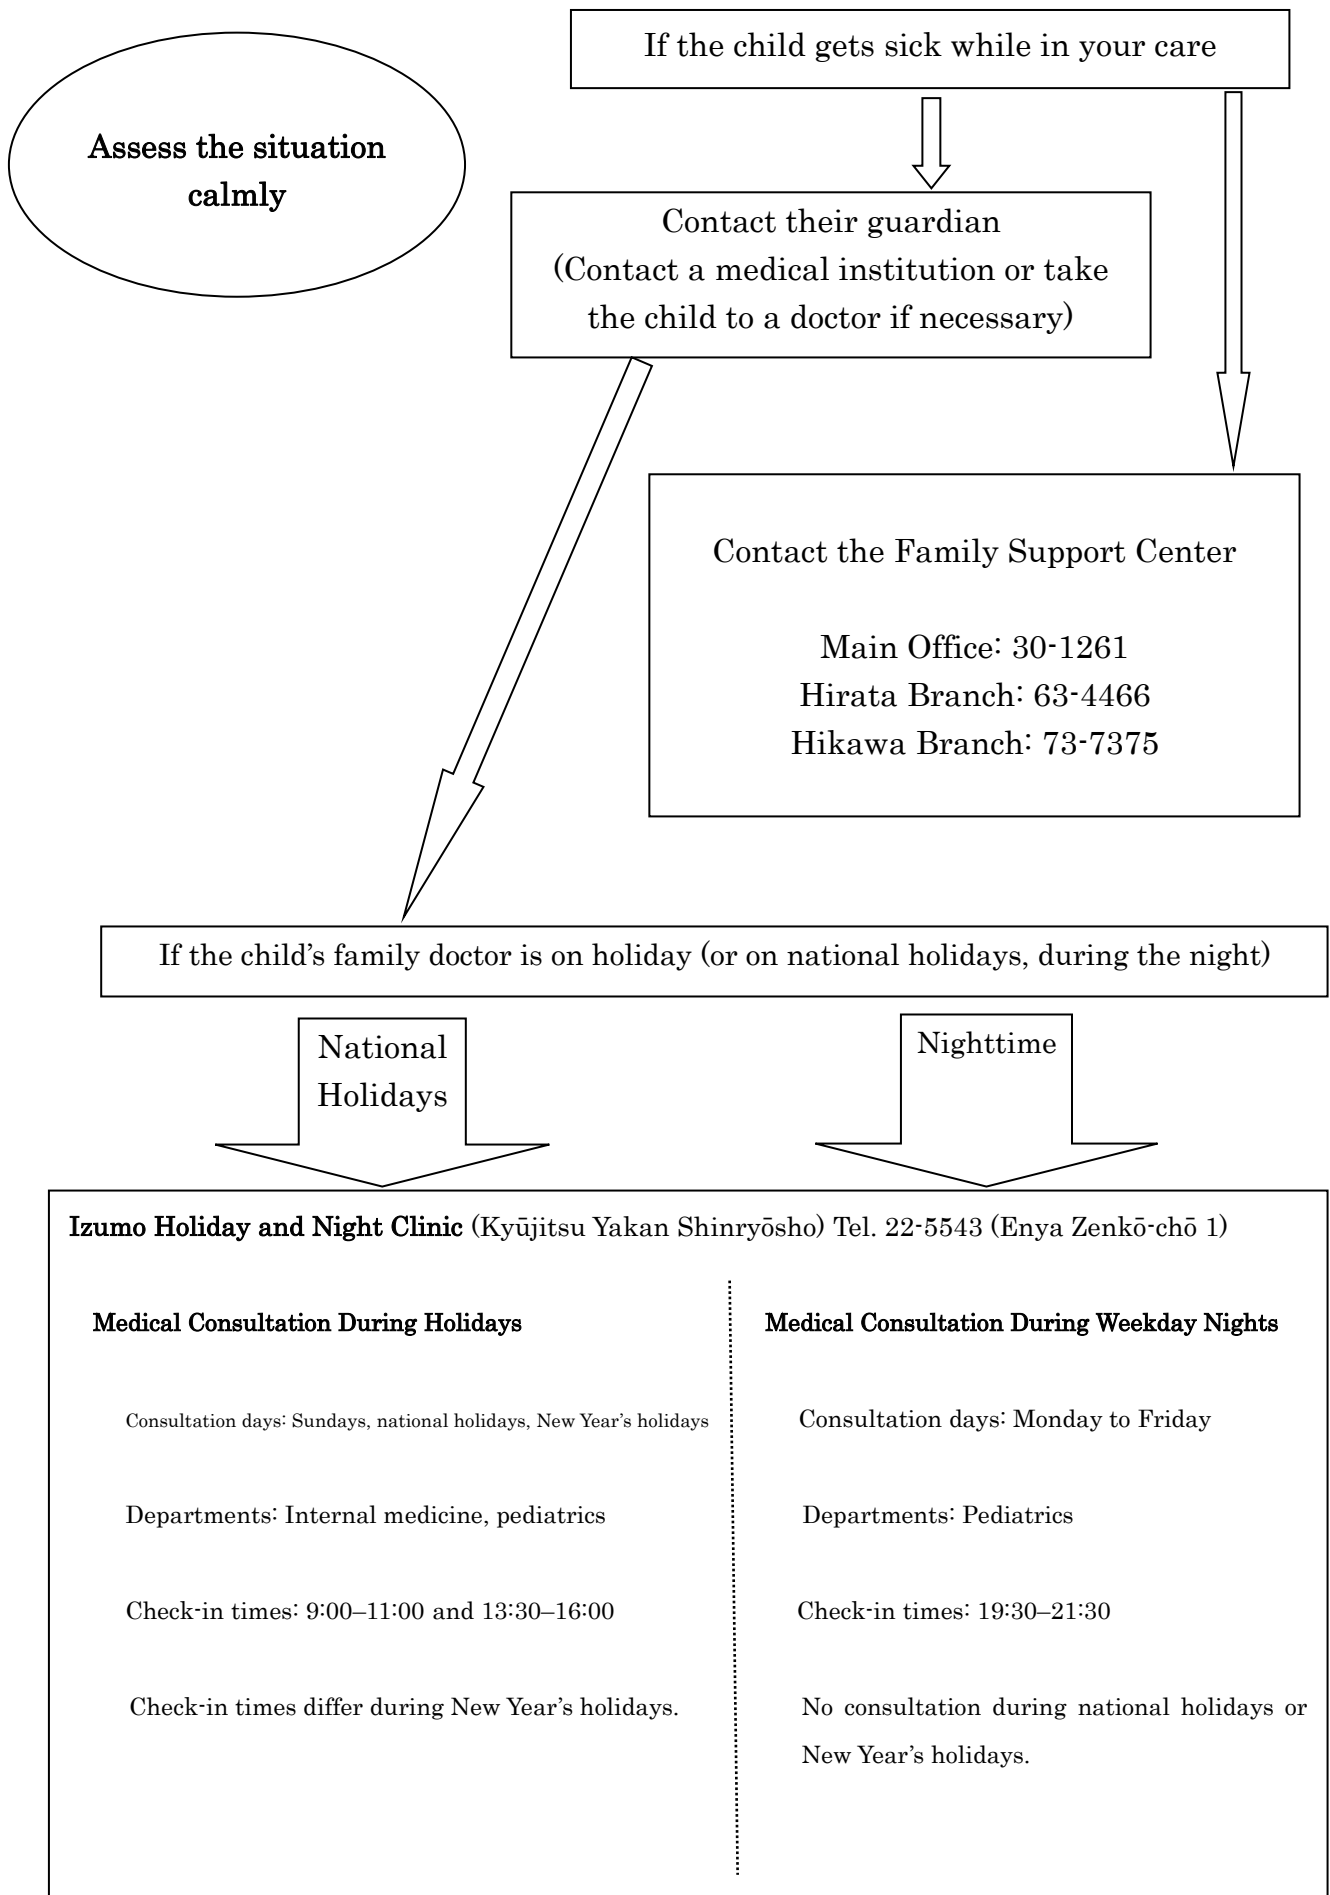 If the child gets sick while in your care
Assess the situation
calmly
Contact their guardian
(Contact a medical institution or take
the child to a doctor if necessary)
Contact the Family Support Center
Main Office: 30-1261
Hirata Branch: 63-4466
Hikawa Branch: 73-7375
If the child’s family doctor is on holiday (or on national holidays, during the night)
National
Holidays
Nighttime
Izumo Holiday and Night Clinic (Kyūjitsu Yakan Shinryōsho) Tel. 22-5543 (Enya Zenkō-chō 1)
Medical Consultation During Holidays
Consultation days: Sundays, national holidays, New Year’s holidays
Departments: Internal medicine, pediatrics
Check-in times: 9:00–11:00 and 13:30–16:00
Check-in times differ during New Year’s holidays.
Medical Consultation During Weekday Nights
Consultation days: Monday to Friday
Departments: Pediatrics
Check-in times: 19:30–21:30
No consultation during national holidays or
New Year’s holidays.